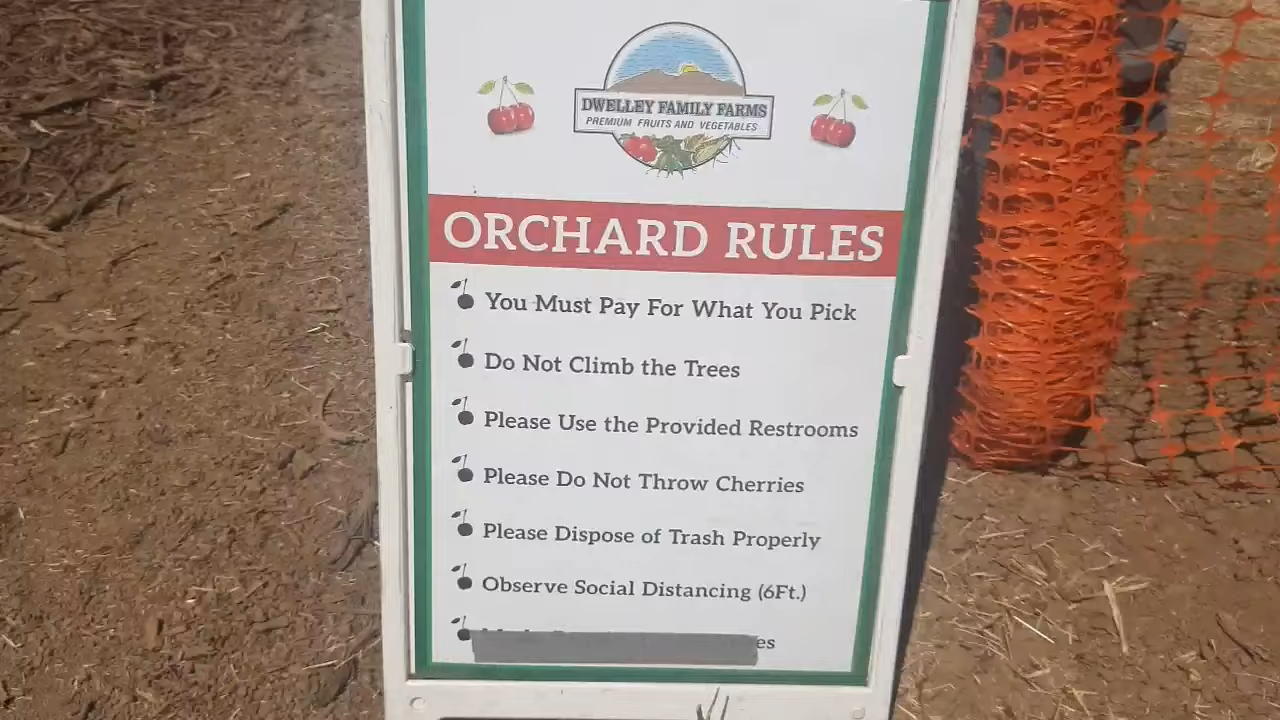 DWELLEY FAMILY FARMS
PREMIUM FRUITS AND VEGETABLES
ORCHARD RULES
You Must Pay For What You Pick
Do Not Climb the Trees
Please Use the Provided Restrooms
Please Do Not Throw Cherries
Please Dispose of Trash Properly
Observe Social Distancing (6Ft.)